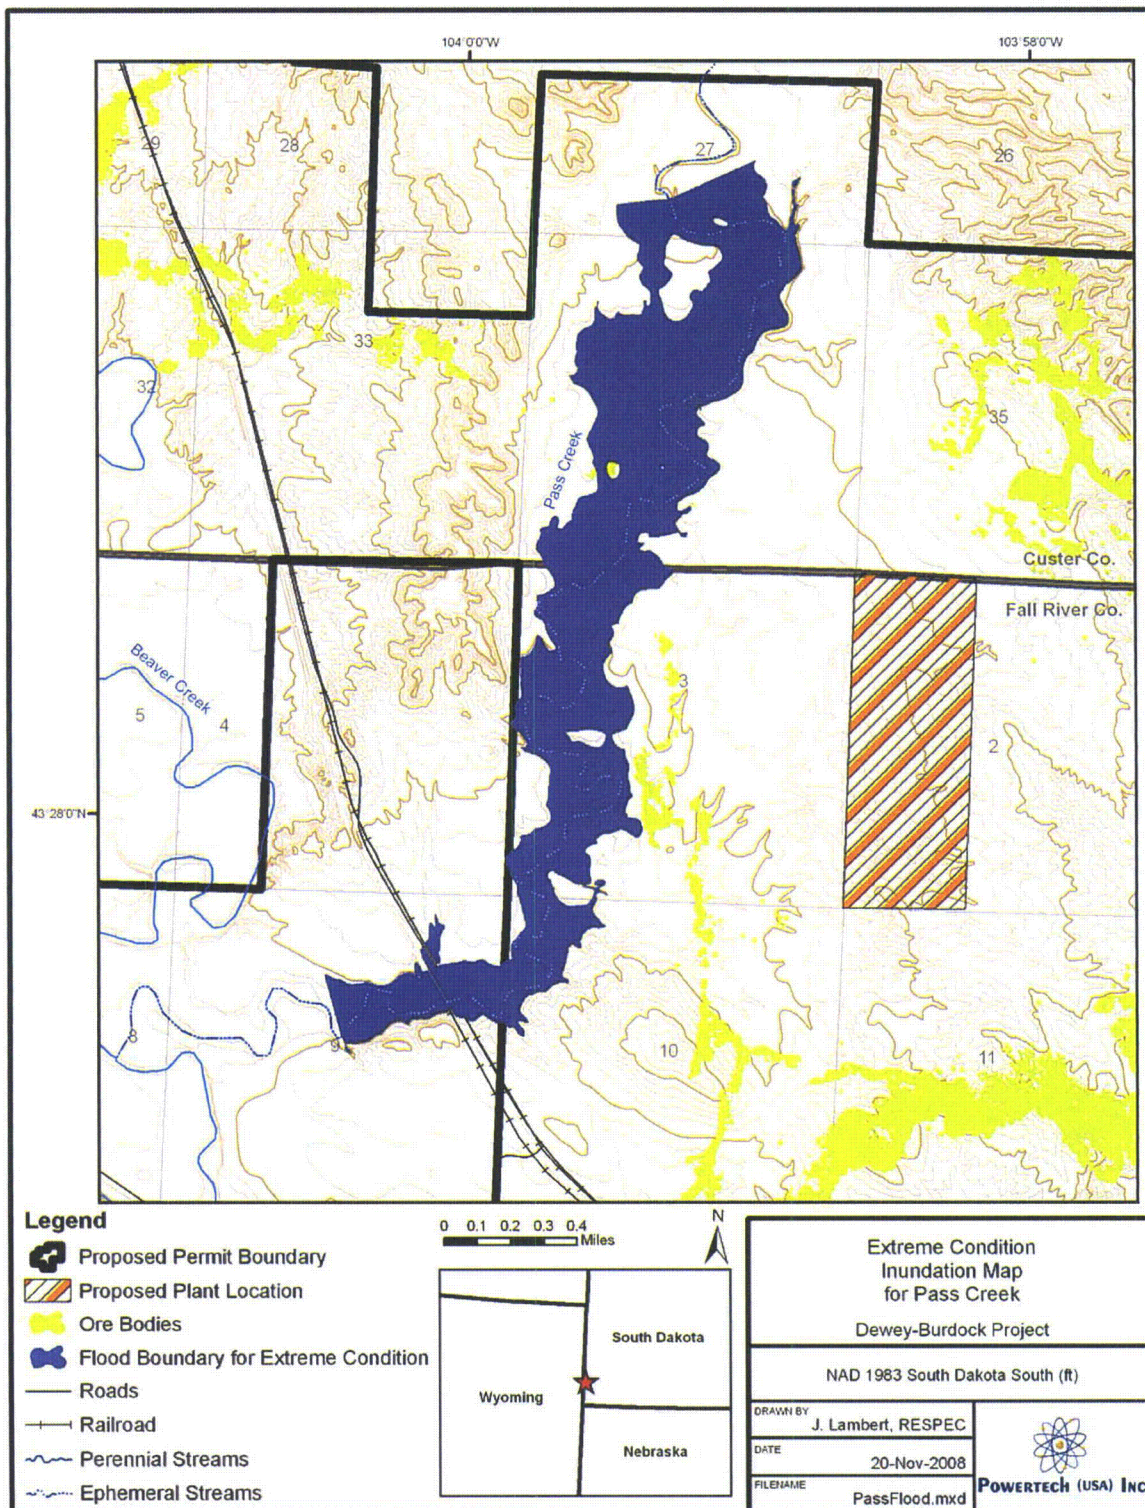 104°0'0"W
103°58'0"W
29
28
27
26
33
32
35
Pass Creek
Custer Co.
Fall River Co.
Beaver Creek
5
4
3
2
43°28'0"N
8
9
10
11
Legend
Proposed Permit Boundary
Proposed Plant Location
Ore Bodies
Flood Boundary for Extreme Condition
Roads
Railroad
Perennial Streams
Ephemeral Streams
0 0.1 0.2 0.3 0.4
Miles
N
South Dakota
Wyoming
Nebraska
Extreme Condition
Inundation Map
for Pass Creek
Dewey-Burdock Project
NAD 1983 South Dakota South (ft)
DRAWN BY
J. Lambert, RESPEC
DATE
20-Nov-2008
FILENAME
PassFlood.mxd
POWERTECH (USA) INC